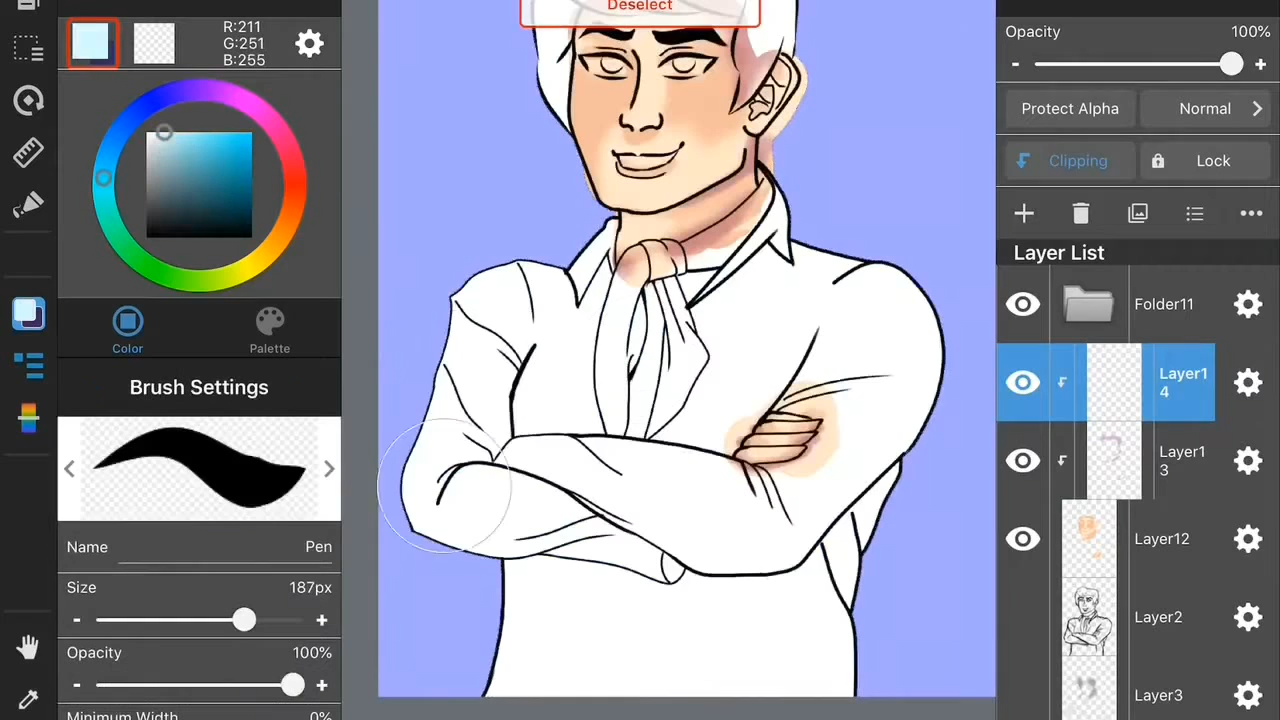 Deselect
R:211
G:251
B:255
Color
Palette
Brush Settings
Name Pen
Size 187px
- +
Opacity 100%
- +
Minimum Width 0%
Opacity 100%
- +
Protect Alpha Normal
Clipping Lock
Layer List
Folder11
Layer1
4
Layer1
3
Layer12
Layer2
Layer3